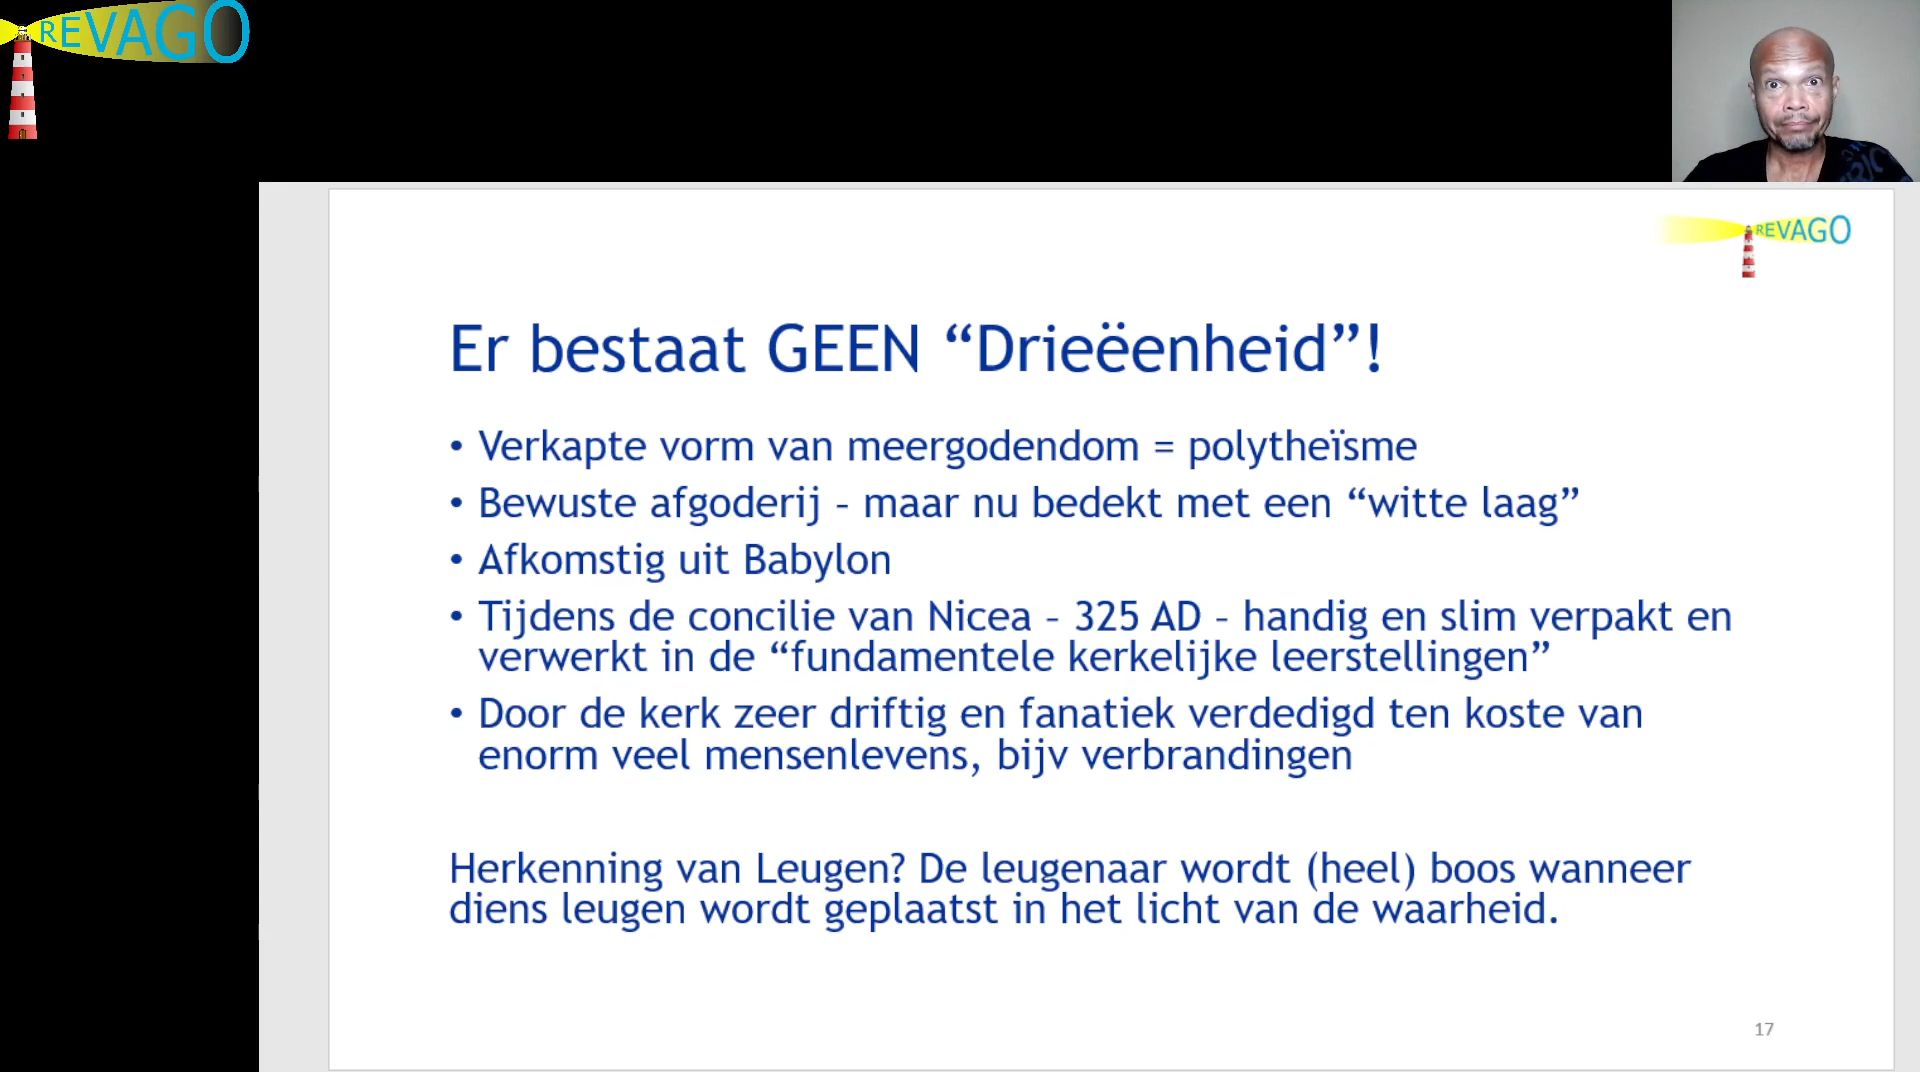 REVAGO
REVAGO
Er bestaat GEEN “Drieëenheid”!
• Verkapte vorm van meergodendom = polytheïsme
• Bewuste afgoderij – maar nu bedekt met een “witte laag”
• Afkomstig uit Babylon
• Tijdens de concilie van Nicea – 325 AD – handig en slim verpakt en
verwerkt in de “fundamentele kerkelijke leerstellingen”
• Door de kerk zeer driftig en fanatiek verdedigd ten koste van
enorm veel mensenlevens, bijv verbrandingen
Herkenning van Leugen? De leugenaar wordt (heel) boos wanneer
diens leugen wordt geplaatst in het licht van de waarheid.
17